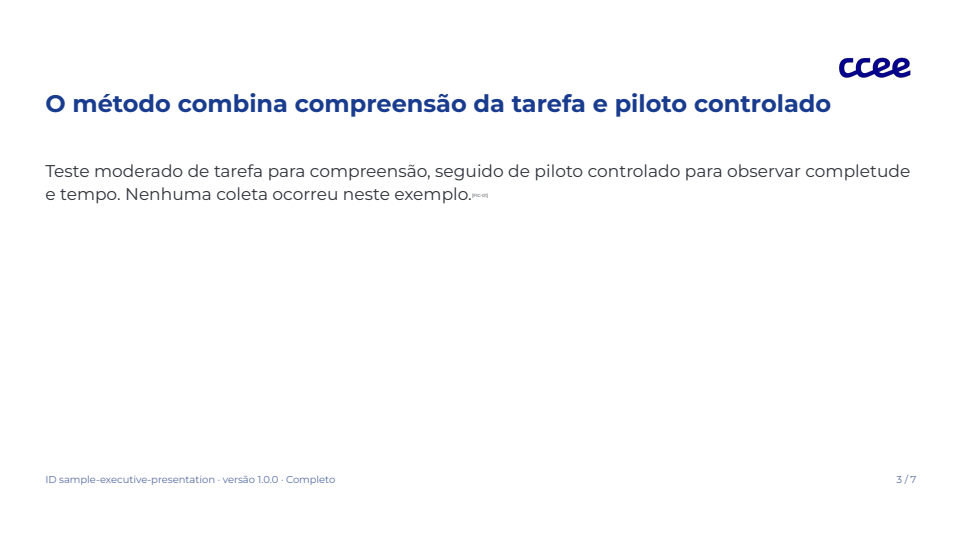 ccee
O método combina compreensão da tarefa e piloto controlado
Teste moderado de tarefa para compreensão, seguido de piloto controlado para observar completude
e tempo. Nenhuma coleta ocorreu neste exemplo.
ID sample-executive-presentation · versão 1.0.0 · Completo
3 / 7